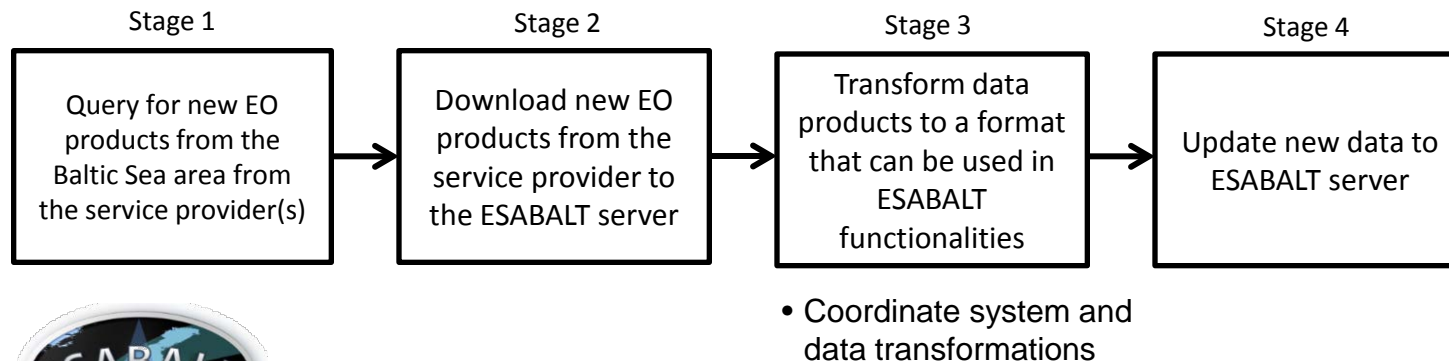 Stage 1
Stage 2
Stage 3
Stage 4
Query for new EO
products from the
Baltic Sea area from
the service provider(s)
Download new EO
products from the
service provider to
the ESABALT server
Transform data
products to a format
that can be used in
ESABALT
functionalities
Update new data to
ESABALT server
• Coordinate system and
data transformations